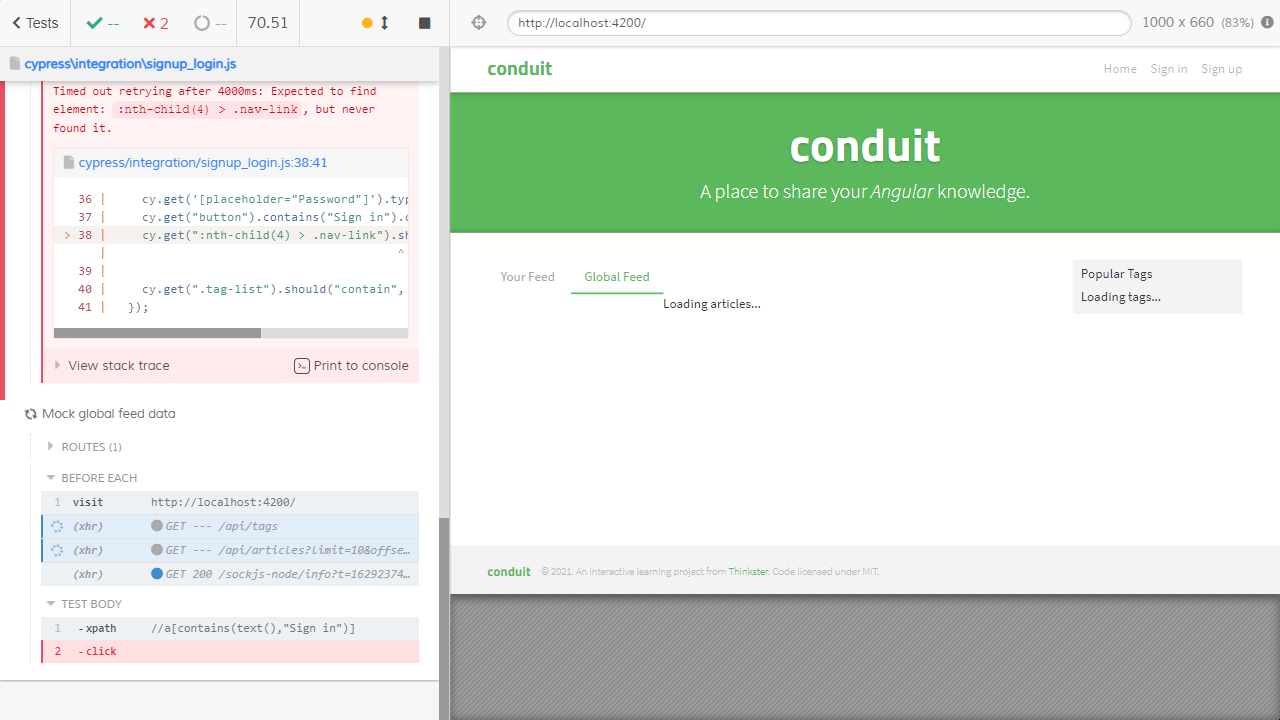 Tests
--
2
--
70.51
http://localhost:4200/
1000 x 660 (83%)
cypress\integration\signup_login.js
Timed out retrying after 4000ms: Expected to find
element: :nth-child(4) > .nav-link, but never
found it.
cypress/integration/signup_login.js:38:41
36 | cy.get('[placeholder="Password"]').typ
37 | cy.get("button").contains("Sign in").c
> 38 | cy.get(":nth-child(4) > .nav-link").sh
| ^
39 |
40 | cy.get(".tag-list").should("contain",
41 | });
View stack trace
Print to console
Mock global feed data
ROUTES (1)
BEFORE EACH
1 visit http://localhost:4200/
(xhr) GET --- /api/tags
(xhr) GET --- /api/articles?limit=10&offse…
(xhr) GET 200 /sockjs-node/info?t=16292374…
TEST BODY
1 -xpath //a[contains(text(),"Sign in")]
2 -click
conduit
Home Sign in Sign up
conduit
A place to share your Angular knowledge.
Your Feed Global Feed
Loading articles...
Popular Tags
Loading tags...
conduit © 2021. An interactive learning project from Thinkster. Code licensed under MIT.